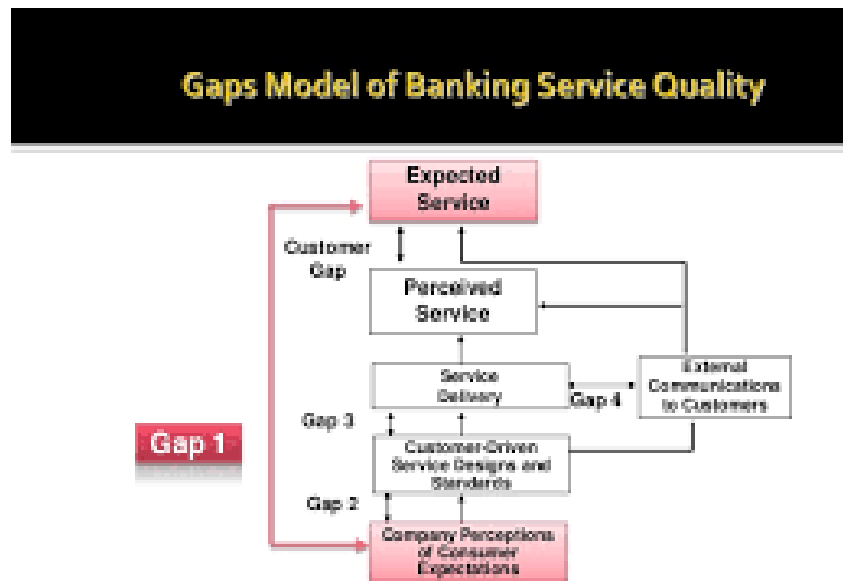 Gaps Model of Banking Service Quality
Expected
Service
Customer
Gap
Perceived
Service
Service
Delivery
External
Communications
to Customers
Gap 4
Gap 3
Gap 1
Customer-Driven
Service Designs and
Standards
Gap 2
Company Perceptions
of Consumer
Expectations